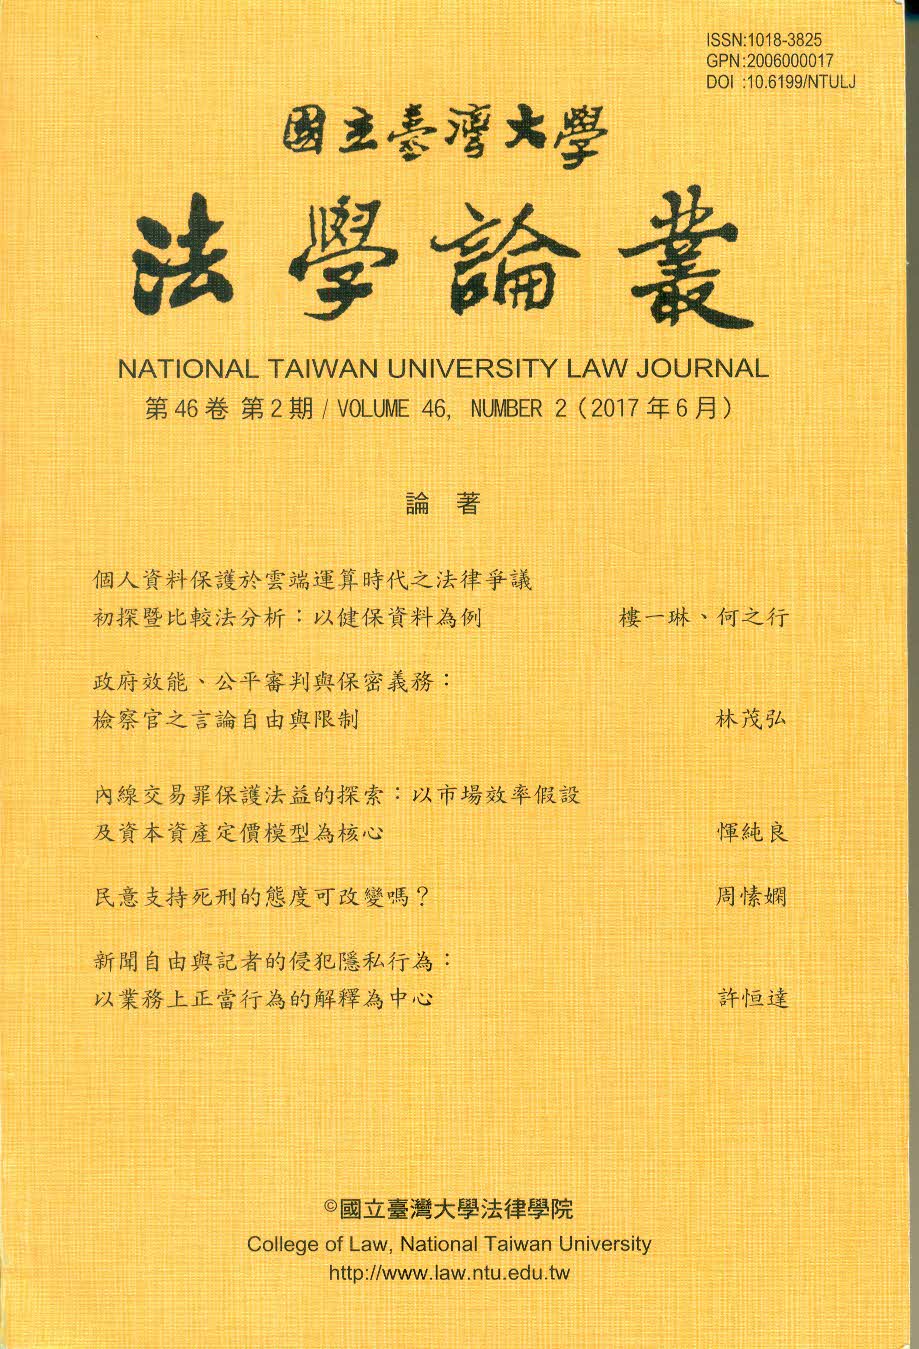 ISSN:1018-3825
GPN:2006000017
DOI :10.6199/NTULJ
國立臺灣大學
法學論叢
NATIONAL TAIWAN UNIVERSITY LAW JOURNAL
第46卷 第2期 / VOLUME 46, NUMBER 2 (2017年6月)
論 著
個人資料保護於雲端運算時代之法律爭議
初探暨比較法分析：以健保資料為例 樓一琳、何之行
政府效能、公平審判與保密義務：
檢察官之言論自由與限制 林茂弘
內線交易罪保護法益的探索：以市場效率假設
及資本資產定價模型為核心 惲純良
民意支持死刑的態度可改變嗎？ 周愫嫻
新聞自由與記者的侵犯隱私行為：
以業務上正當行為的解釋為中心 許恒達
©國立臺灣大學法律學院
College of Law, National Taiwan University
http://www.law.ntu.edu.tw